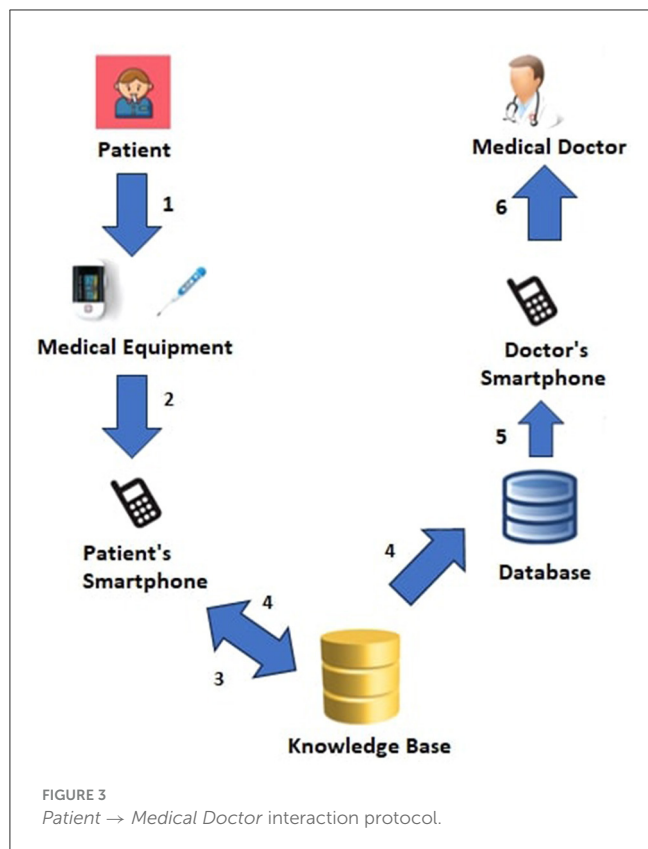 Patient
1
Medical Equipment
2
Patient's
Smartphone
3
4
Knowledge Base
4
Database
5
Doctor's
Smartphone
6
Medical Doctor
FIGURE 3
Patient → Medical Doctor interaction protocol.